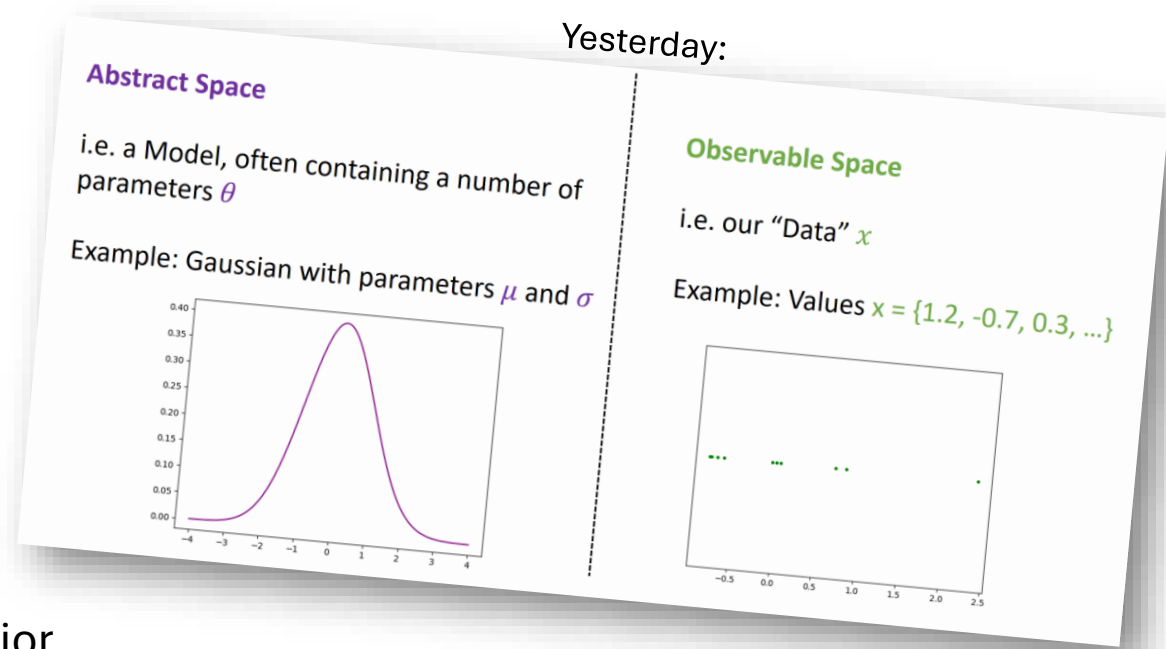 Yesterday:
Abstract Space
i.e. a Model, often containing a number of
parameters θ
Example: Gaussian with parameters μ and σ
0.40
0.35
0.30
0.25
0.20
0.15
0.10
0.05
0.00
−4 −3 −2 −1 0 1 2 3 4
Observable Space
i.e. our “Data” x
Example: Values x = {1.2, -0.7, 0.3, ...}
−0.5 0.0 0.5 1.0 1.5 2.0 2.5
ior